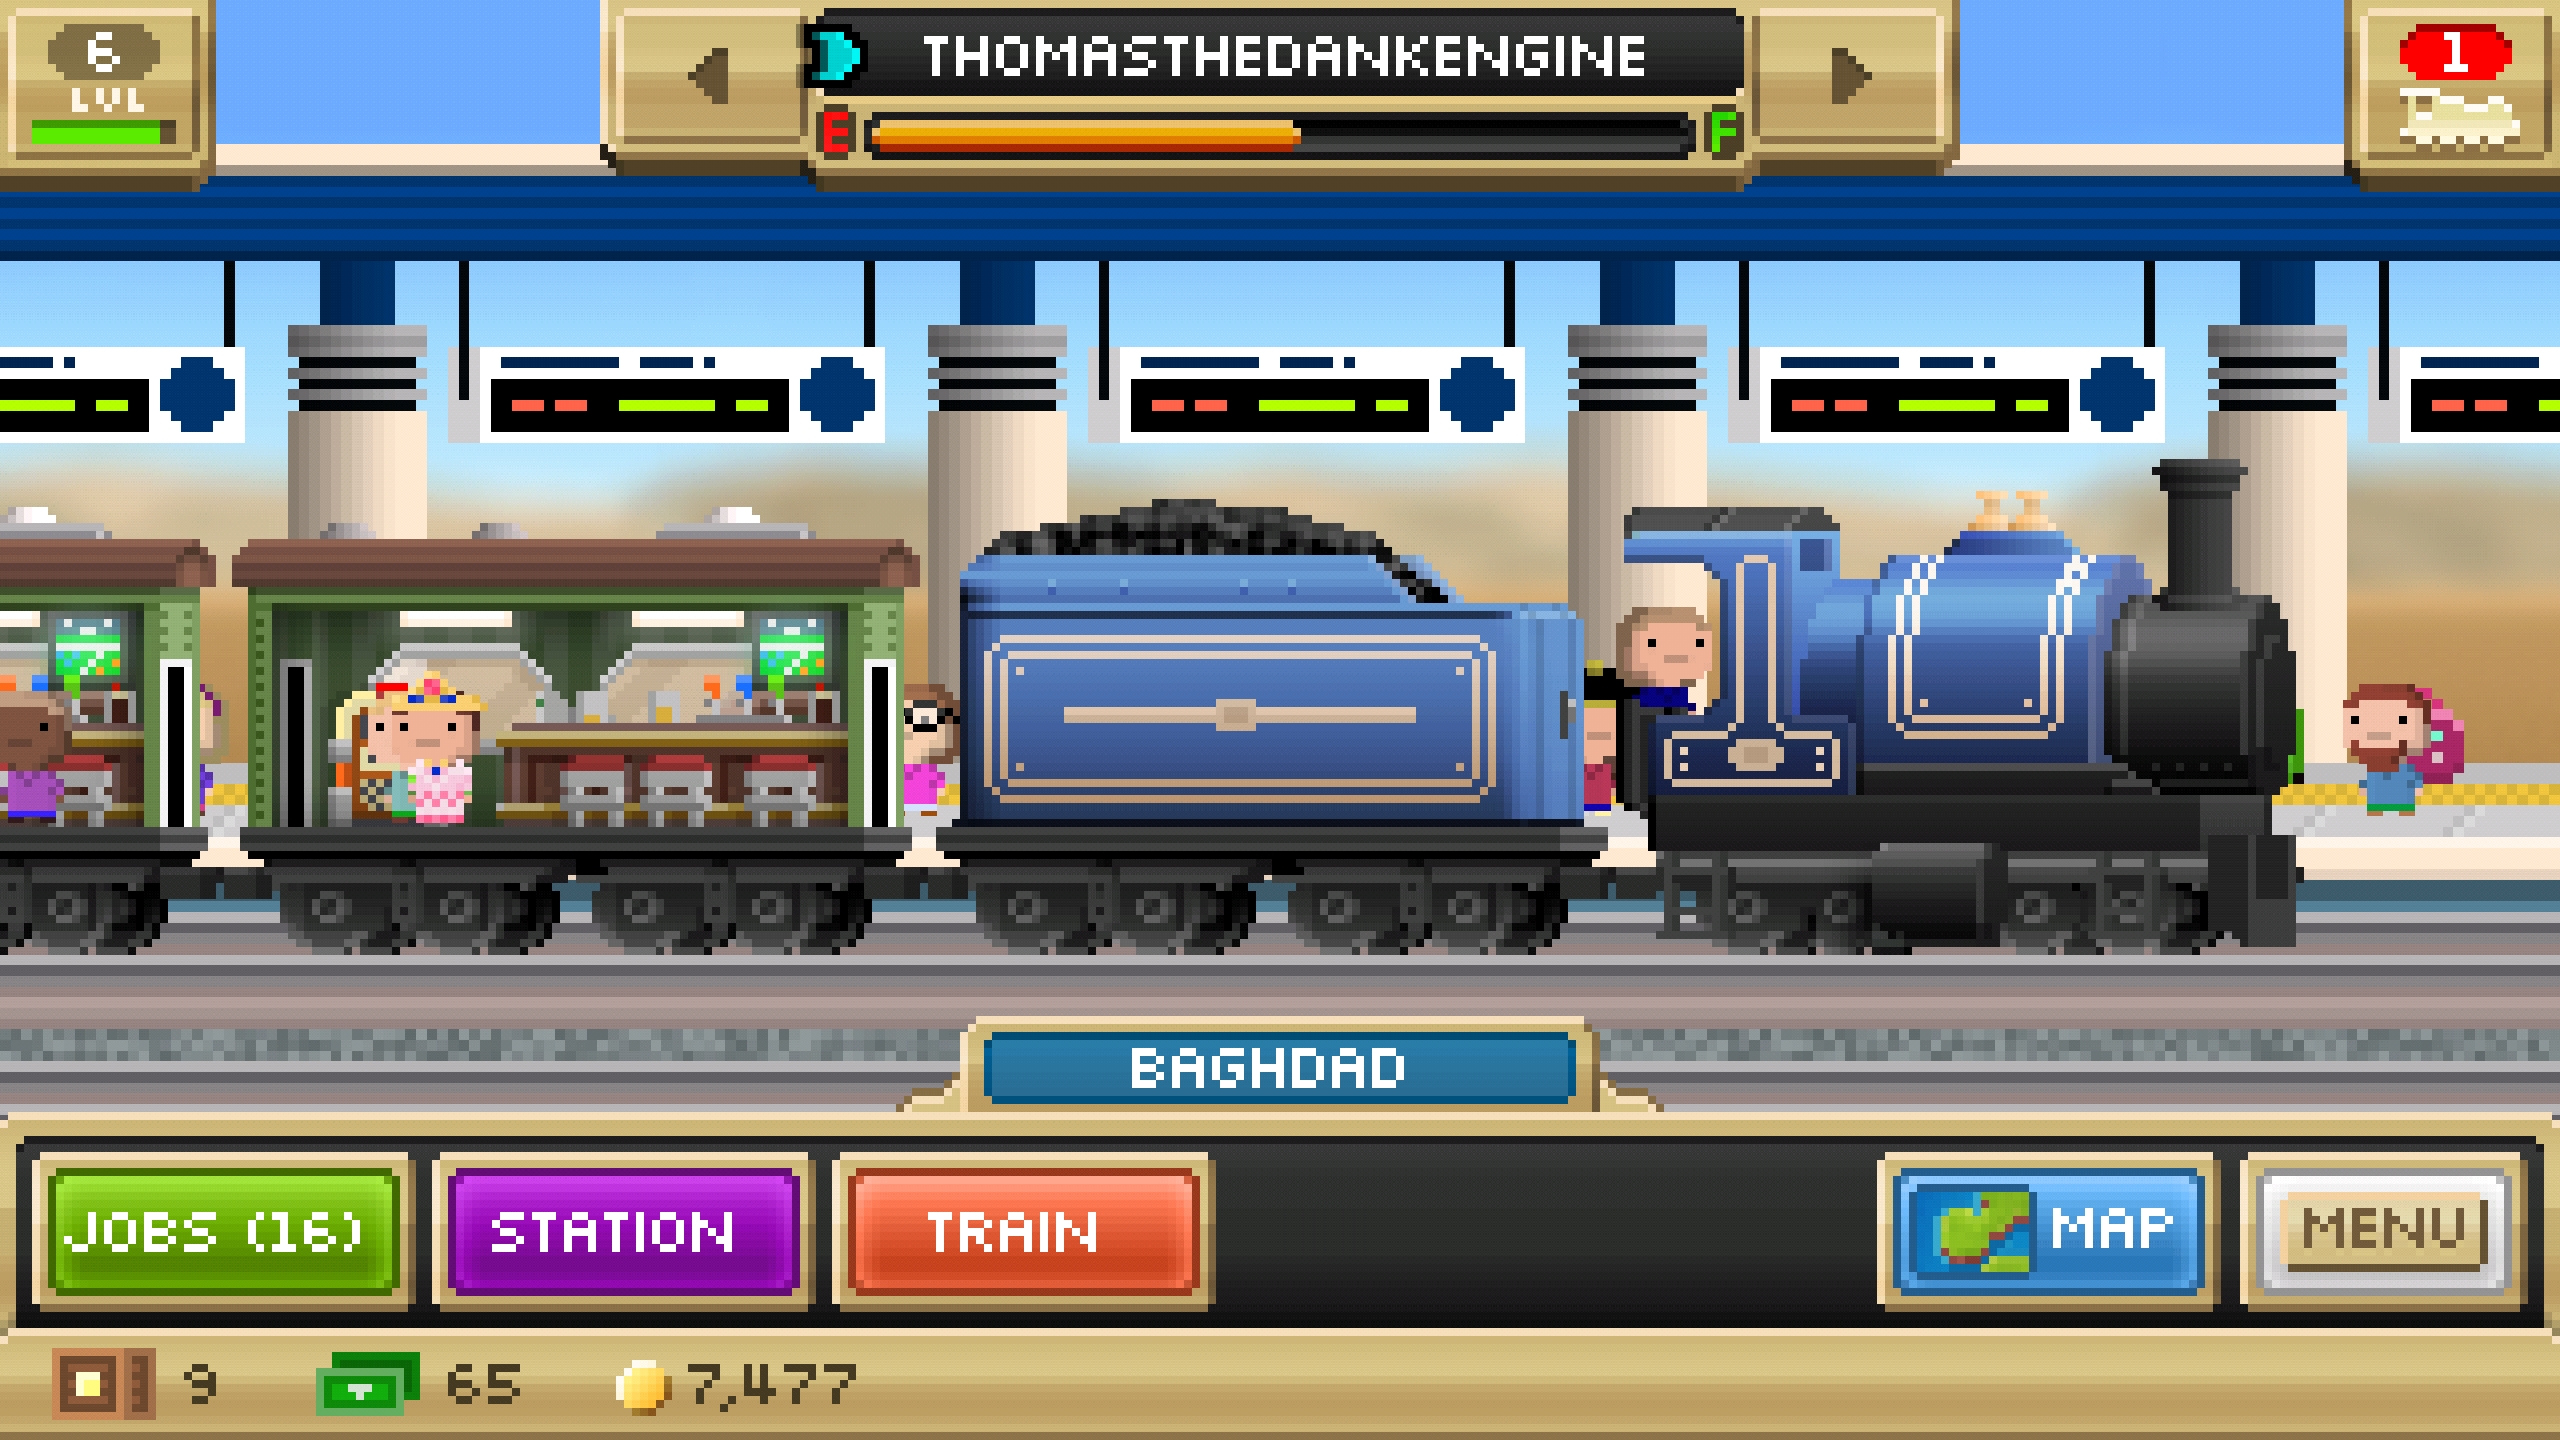 6
LVL
THOMASTHEDANKENGINE
E F
1
BAGHDAD
JOBS (16) STATION TRAIN MAP MENU
9 65 7,477